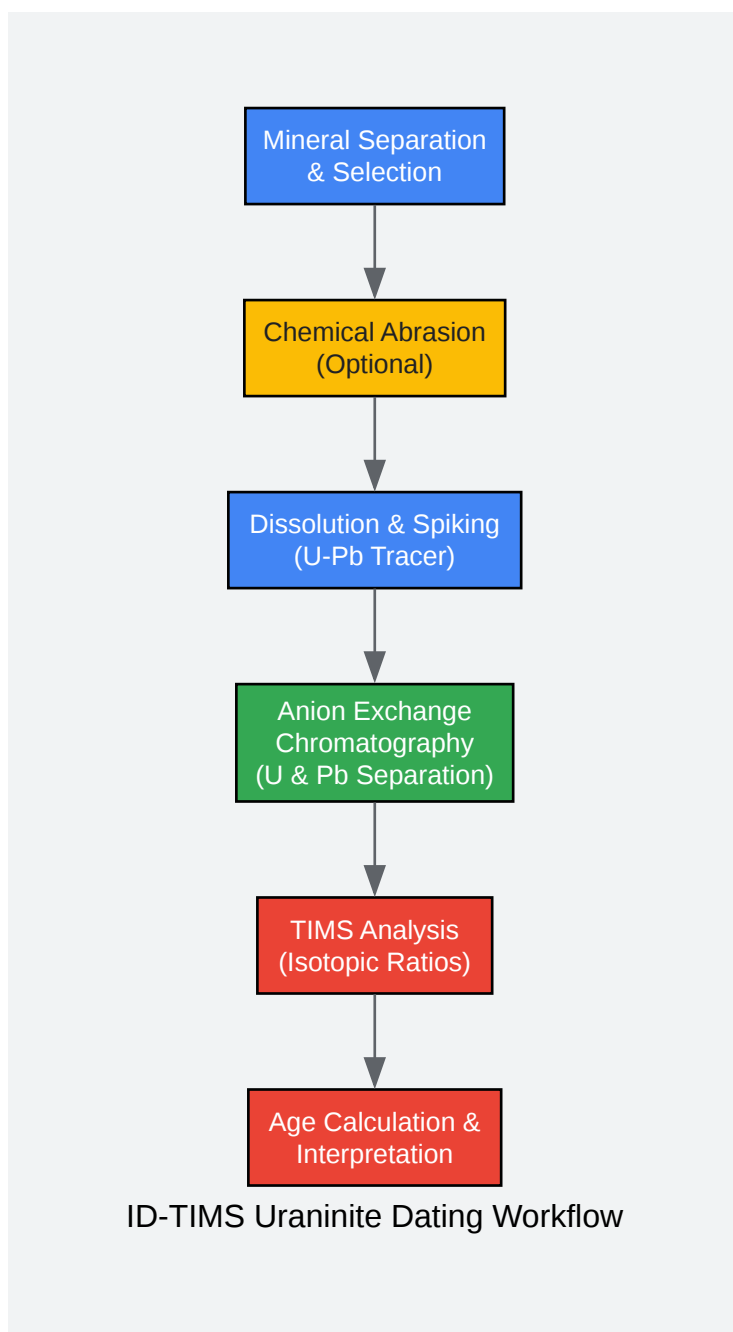 Mineral Separation
& Selection
Chemical Abrasion
(Optional)
Dissolution & Spiking
(U-Pb Tracer)
Anion Exchange
Chromatography
(U & Pb Separation)
TIMS Analysis
(Isotopic Ratios)
Age Calculation &
Interpretation
ID-TIMS Uraninite Dating Workflow